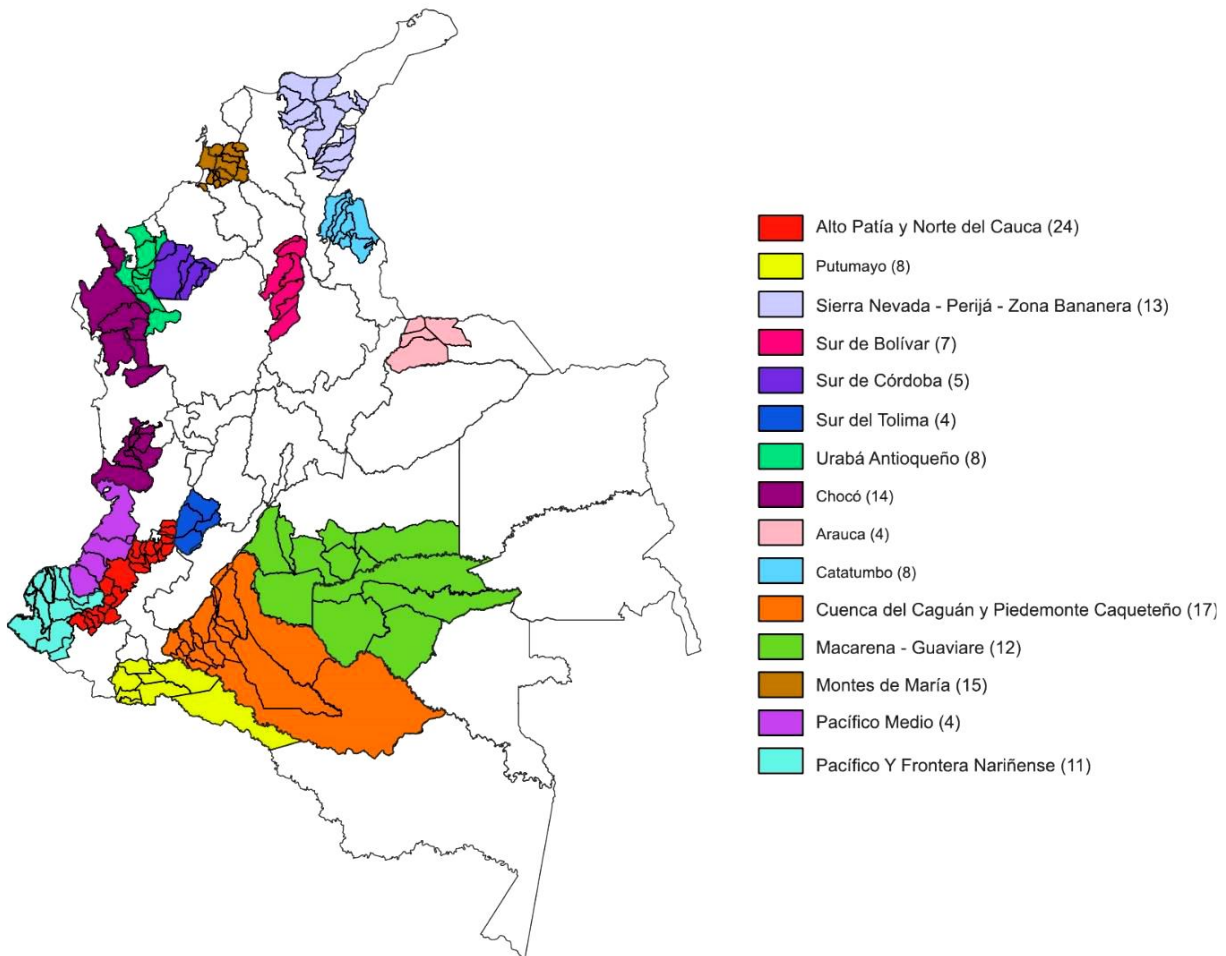 Alto Patía y Norte del Cauca (24)
Putumayo (8)
Sierra Nevada - Perijá - Zona Bananera (13)
Sur de Bolívar (7)
Sur de Córdoba (5)
Sur del Tolima (4)
Urabá Antioqueño (8)
Chocó (14)
Arauca (4)
Catatumbo (8)
Cuenca del Caguán y Piedemonte Caqueteño (17)
Macarena - Guaviare (12)
Montes de María (15)
Pacífico Medio (4)
Pacífico Y Frontera Nariñense (11)